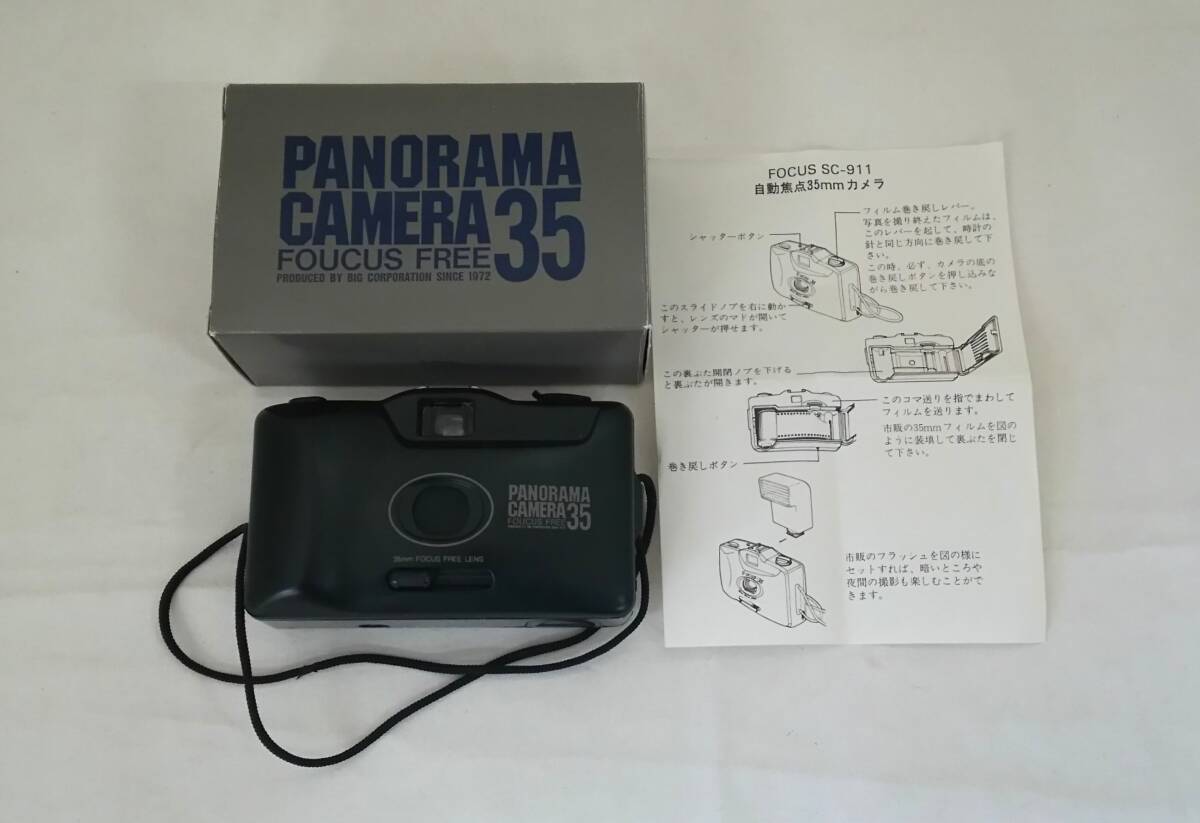 PANORAMA
CAMERA 35
FOUCUS FREE
PRODUCED BY BIG CORPORATION SINCE 1972
PANORAMA
CAMERA 35
FOUCUS FREE
35mm FOCUS FREE LENS
FOCUS SC-911
自動焦点35mmカメラ
シャッターボタン
フィルム巻き戻しレバー。
写真を撮り終えたフィルムは、
このレバーを起して、時計の
針と同じ方向に巻き戻して下
さい。
この時、必ず、カメラの底の
巻き戻しボタンを押し込みな
がら巻き戻して下さい。
このスライドノブを右に動か
すと、レンズのマドが開いて
シャッターが押せます。
この裏ぶた開閉ノブを下げる
と裏ぶたが開きます。
このコマ送りを指でまわして
フィルムを送ります。
市販の35mmフィルムを図の
ように装填して裏ぶたを閉じ
て下さい。
巻き戻しボタン
市販のフラッシュを図の様に
セットすれば、暗いところや
夜間の撮影も楽しむことがで
きます。